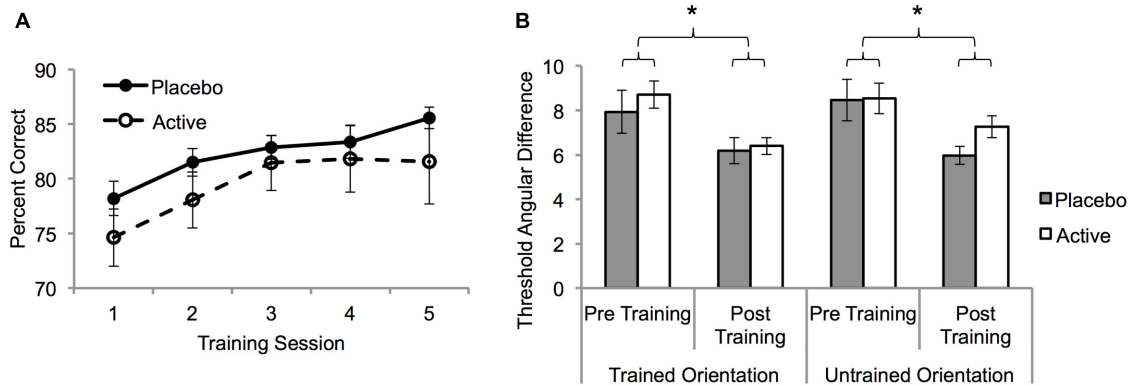 A
Percent Correct
90
85
80
75
70
Placebo
Active
1 2 3 4 5
Training Session
B
Threshold Angular Difference
10
8
6
4
2
0
* *
Placebo
Active
Pre Training Post Training Pre Training Post Training
Trained Orientation Untrained Orientation